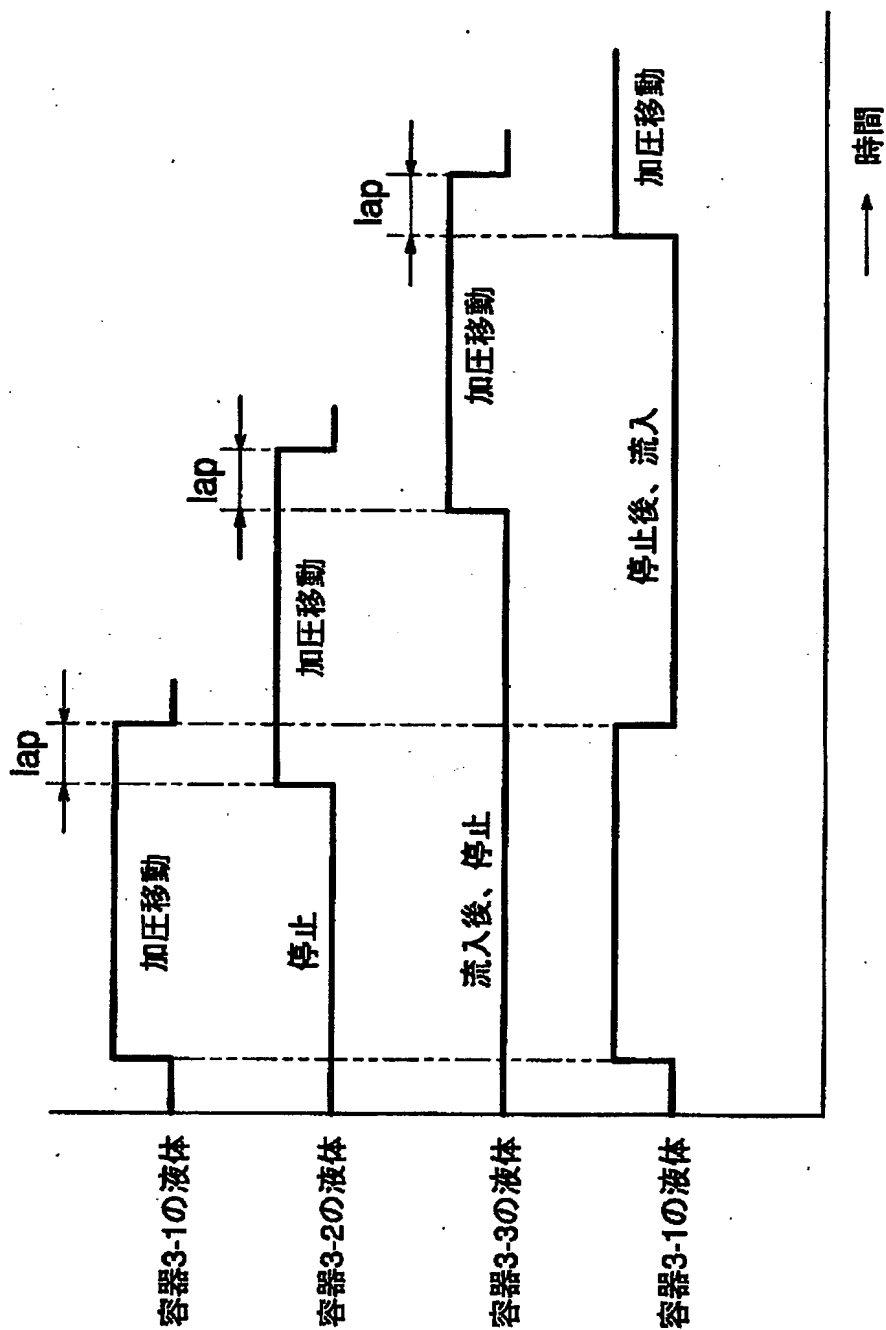 容器3-1の液体
加圧移動
lap
容器3-2の液体
停止
加圧移動
lap
容器3-3の液体
流入後、停止
加圧移動
lap
容器3-1の液体
停止後、流入
加圧移動
時間